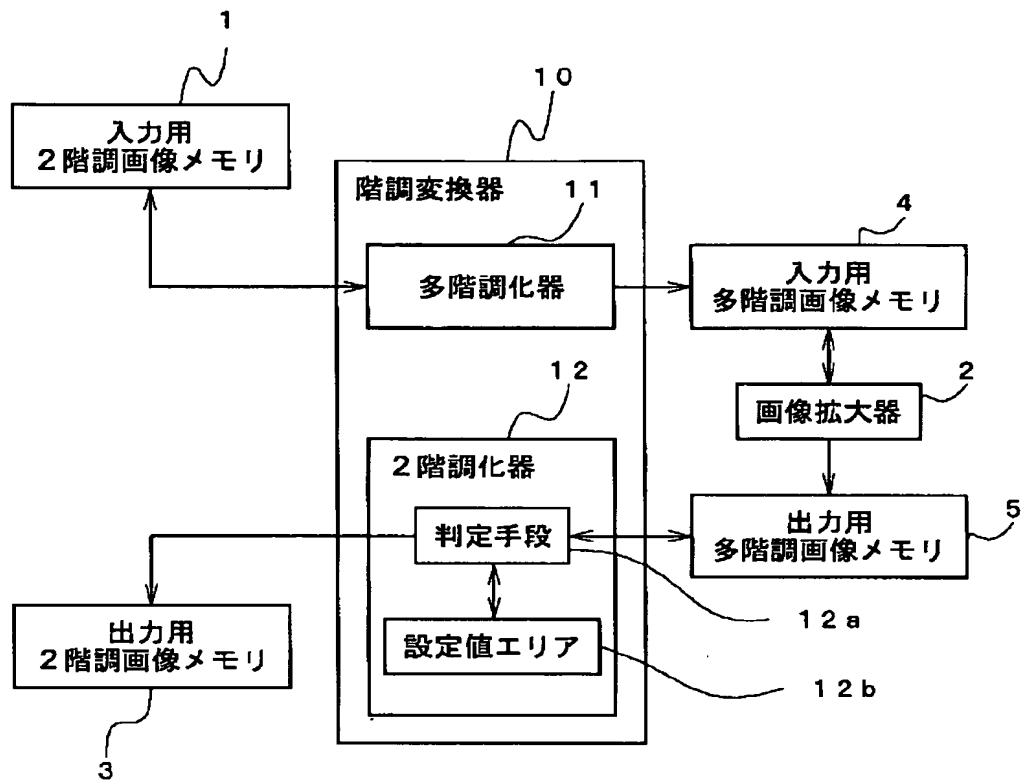 1
入力用
２階調画像メモリ
１０
階調変換器
１１
多階調化器
4
入力用
多階調画像メモリ
2
画像拡大器
１２
２階調化器
判定手段
出力用
多階調画像メモリ
5
１２a
設定値エリア
１２b
出力用
２階調画像メモリ
3